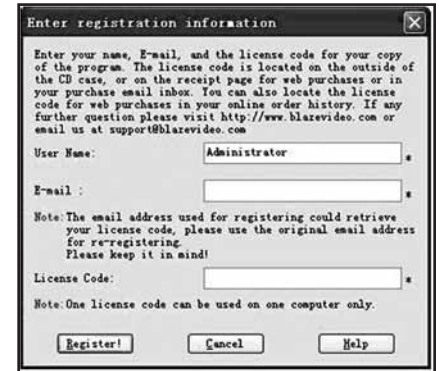 Enter registration information
Enter your name, E-mail, and the license code for your copy
of the program. The license code is located on the outside of
the CD case, or on the receipt page for web purchases or in
your purchase email inbox. You can also locate the license
code for web purchases in your online order history. If any
further question please visit http://www.blazevideo.com or
email us at support@blazevideo.com
User Name: Administrator *
E-mail : *
Note:The email address used for registering could retrieve
your license code, please use the original email address
for re-registering.
Please keep it in mind!
License Code: *
Note:One license code can be used on one computer only.
Register! Cancel Help